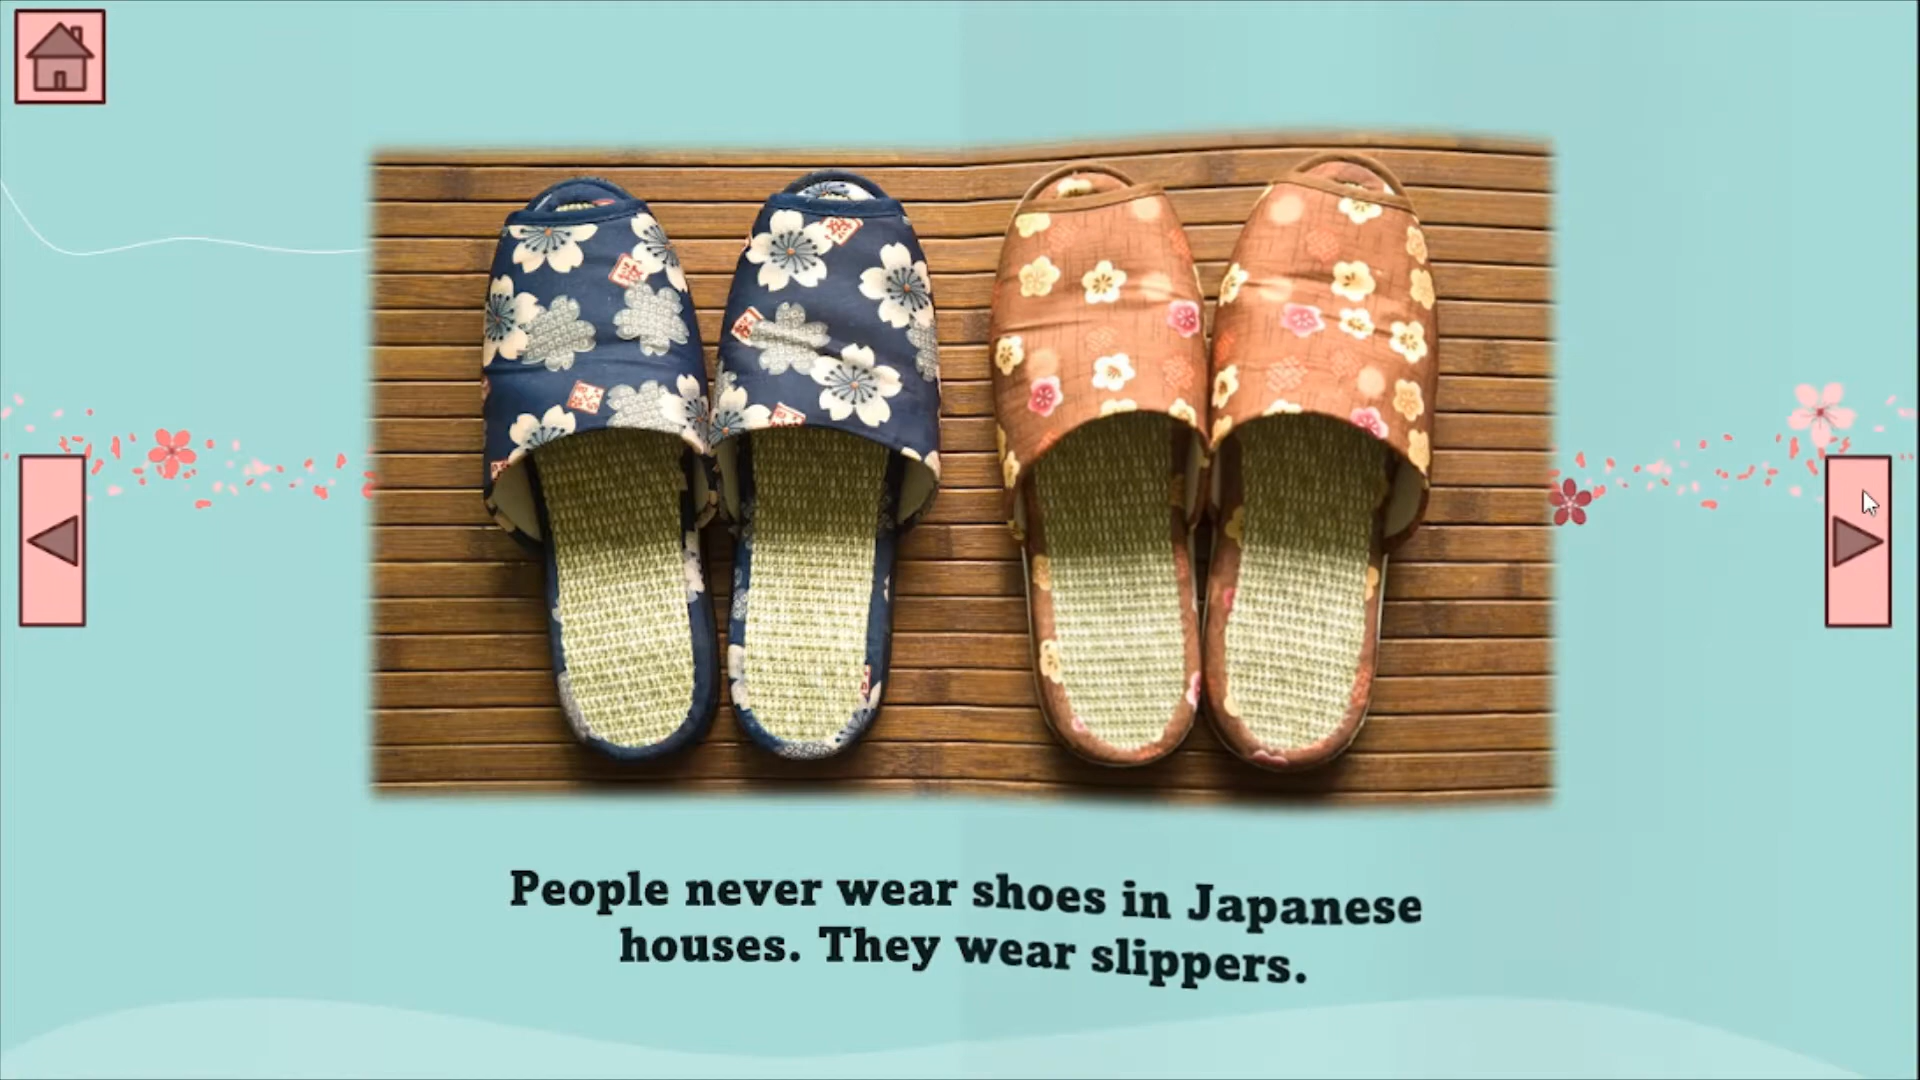 People never wear shoes in Japanese
houses. They wear slippers.